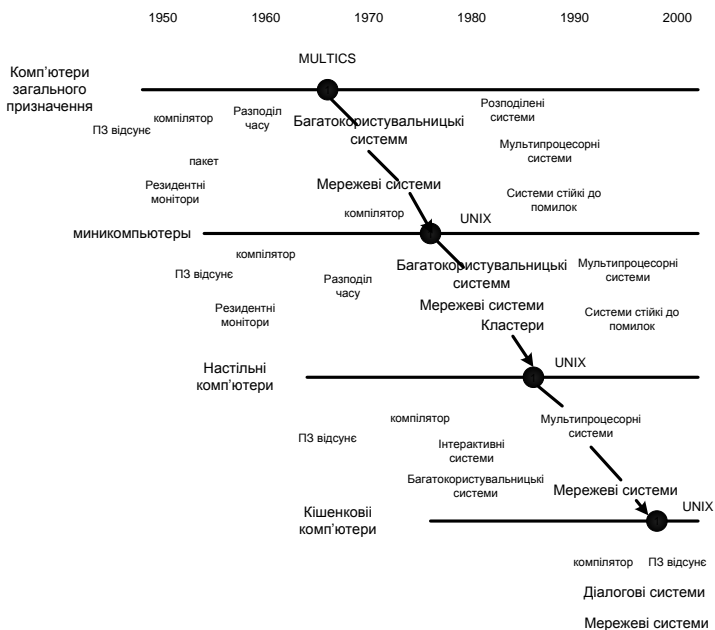 1950 1960 1970 1980 1990 2000
MULTICS
Комп'ютери
загального
призначення
ПЗ відсунє
компілятор
Разподіл
часу
Багатокористувальницькі
системм
Розподілені
системи
Мультипроцесорні
системи
пакет
Резидентні
монітори
Мережеві системи
Системи стійкі до
помилок
компілятор
UNIX
миникомпьютеры
ПЗ відсунє
компілятор
Разподіл
часу
Багатокористувальницькі
системм
Мультипроцесорні
системи
Резидентні
монітори
Мережеві системи
Кластери
Системи стійкі до
помилок
UNIX
Настільні
комп'ютери
ПЗ відсунє
компілятор
Інтерактивні
системи
Мультипроцесорні
системи
Багатокористувальницькі
системи
Мережеві системи
UNIX
Кішенковіі
комп'ютери
компілятор ПЗ відсунє
Діалогові системи
Мережеві системи